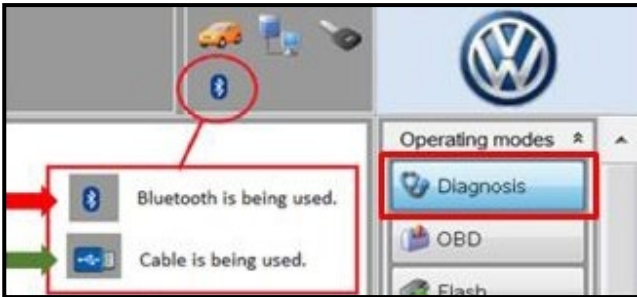 Operating modes
Diagnosis
Bluetooth is being used.
OBD
Cable is being used.
Flash